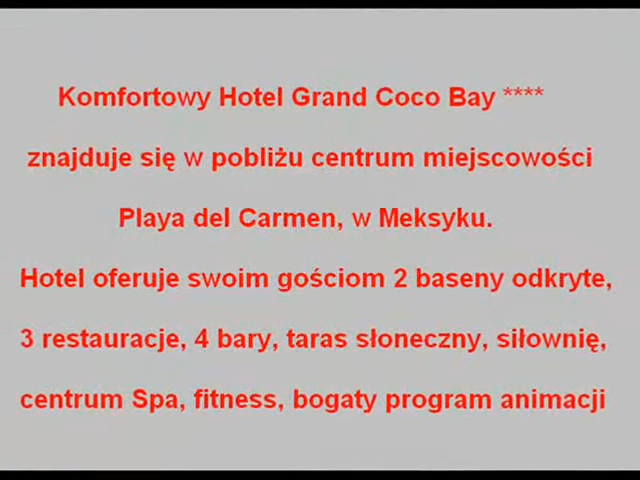 Komfortowy Hotel Grand Coco Bay ****
znajduje się w pobliżu centrum miejscowości
Playa del Carmen, w Meksyku.
Hotel oferuje swoim gościom 2 baseny odkryte,
3 restauracje, 4 bary, taras słoneczny, siłownię,
centrum Spa, fitness, bogaty program animacji